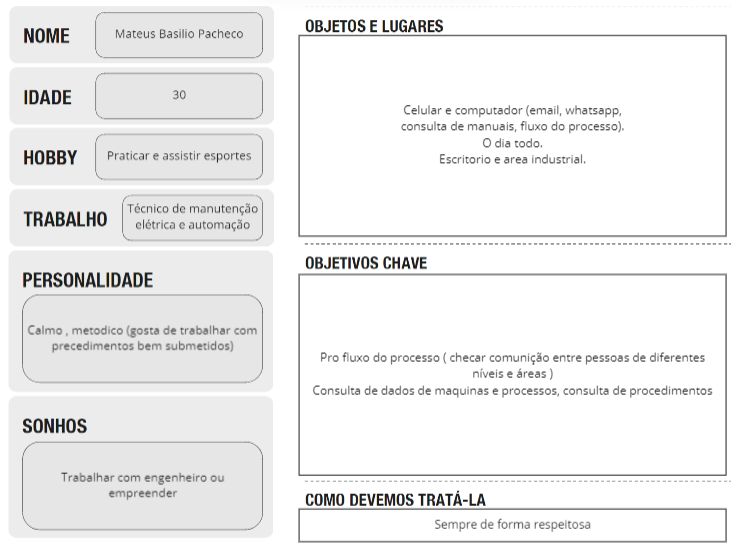 NOME
Mateus Basilio Pacheco
IDADE
30
HOBBY
Praticar e assistir esportes
TRABALHO
Técnico de manutenção
elétrica e automação
PERSONALIDADE
Calmo , metodico (gosta de trabalhar com
precedimentos bem submetidos)
SONHOS
Trabalhar com engenheiro ou
empreender
OBJETOS E LUGARES
Celular e computador (email, whatsapp,
consulta de manuais, fluxo do processo).
O dia todo.
Escritorio e area industrial.
OBJETIVOS CHAVE
Pro fluxo do processo ( checar comunição entre pessoas de diferentes
níveis e áreas )
Consulta de dados de maquinas e processos, consulta de procedimentos
COMO DEVEMOS TRATÁ-LA
Sempre de forma respeitosa